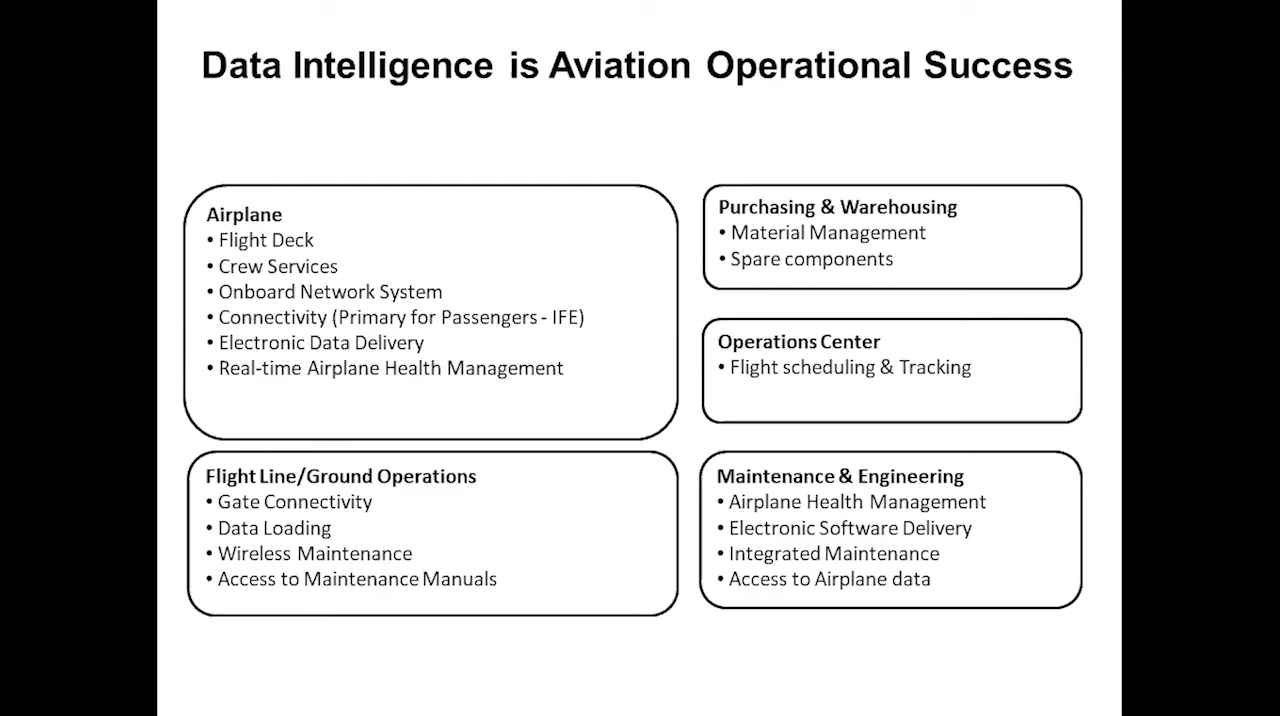 Data Intelligence is Aviation Operational Success
Airplane
• Flight Deck
• Crew Services
• Onboard Network System
• Connectivity (Primary for Passengers - IFE)
• Electronic Data Delivery
• Real-time Airplane Health Management
Purchasing & Warehousing
• Material Management
• Spare components
Operations Center
• Flight scheduling & Tracking
Flight Line/Ground Operations
• Gate Connectivity
• Data Loading
• Wireless Maintenance
• Access to Maintenance Manuals
Maintenance & Engineering
• Airplane Health Management
• Electronic Software Delivery
• Integrated Maintenance
• Access to Airplane data